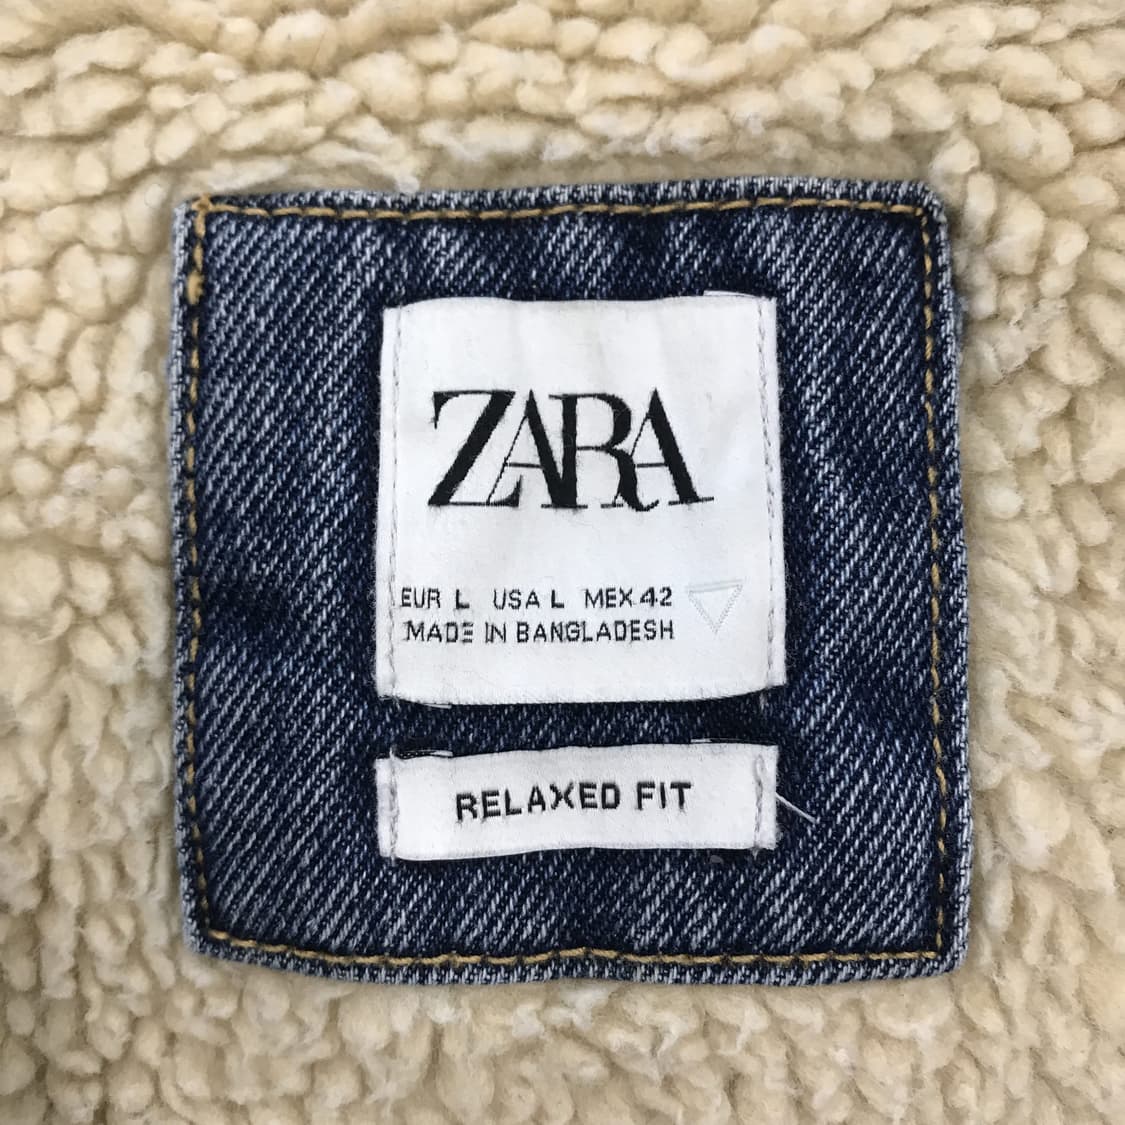 ZARA
EUR L USA L MEX 42
MADE IN BANGLADESH
RELAXED FIT